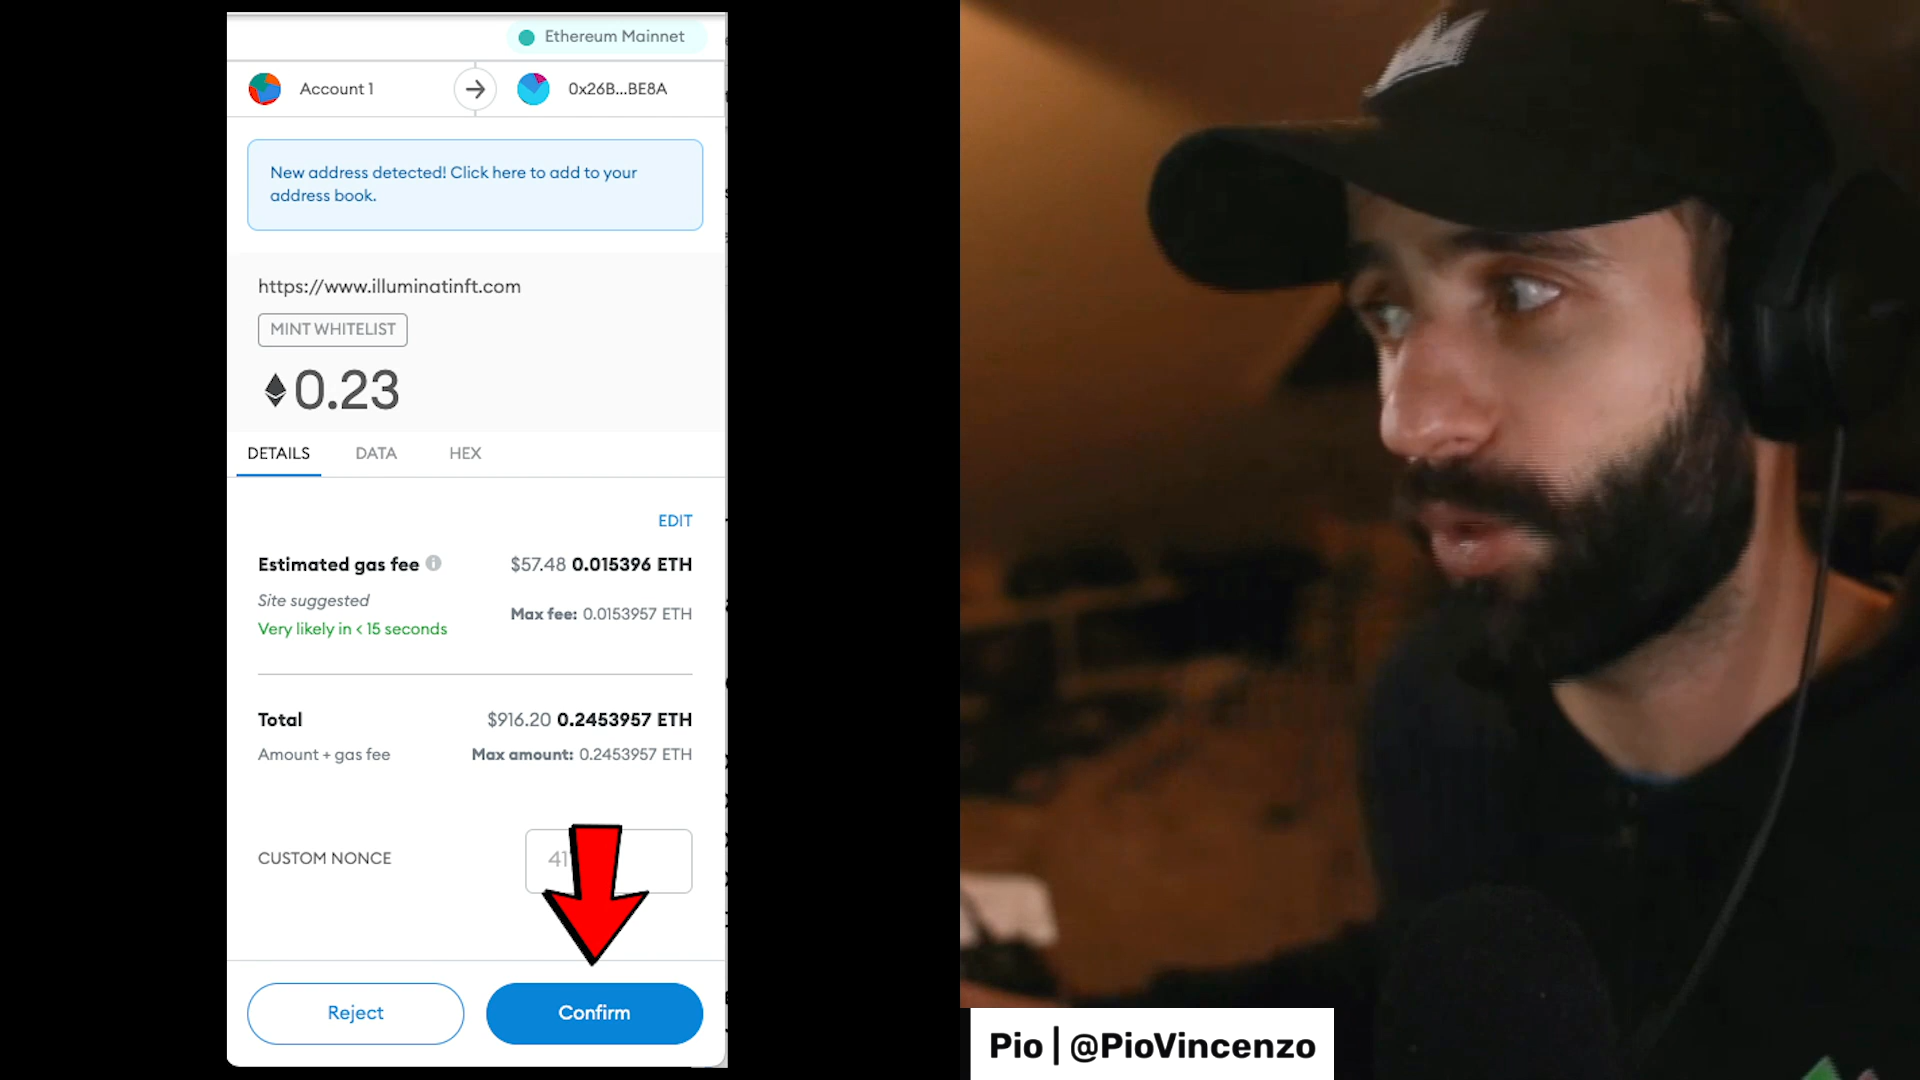 Ethereum Mainnet
Account 1
0x26B...BE8A
New address detected! Click here to add to your
address book.
https://www.illuminatinft.com
MINT WHITELIST
0.23
DETAILS DATA HEX
EDIT
Estimated gas fee $57.48 0.015396 ETH
Site suggested
Max fee: 0.0153957 ETH
Very likely in < 15 seconds
Total $916.20 0.2453957 ETH
Amount + gas fee Max amount: 0.2453957 ETH
CUSTOM NONCE
Reject Confirm
Pio | @PioVincenzo